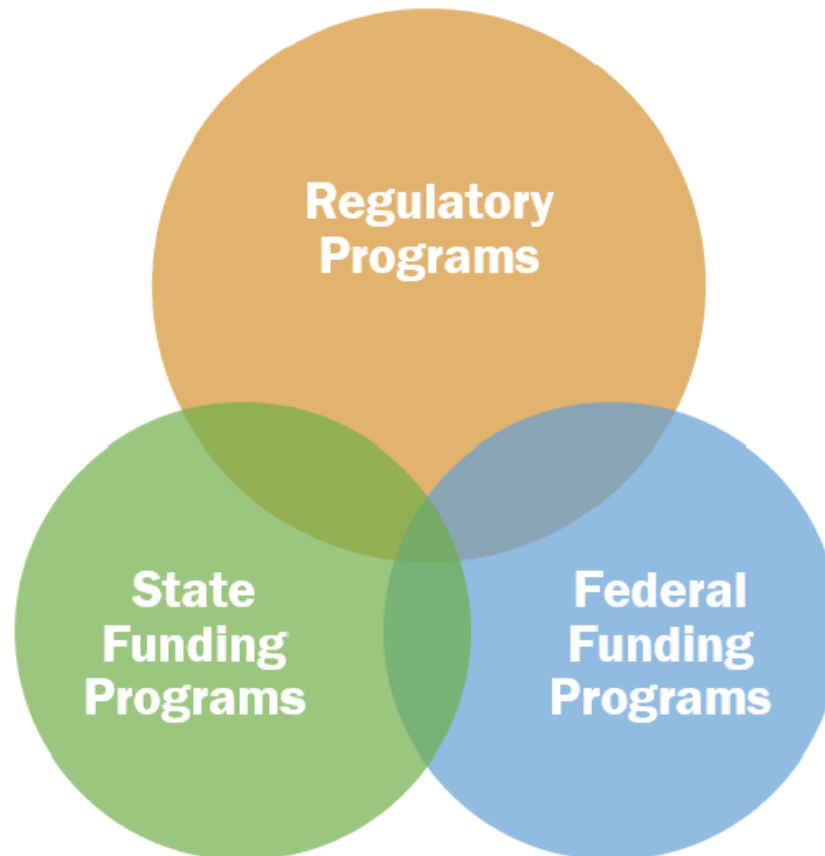 Regulatory
Programs
State
Funding
Programs
Federal
Funding
Programs